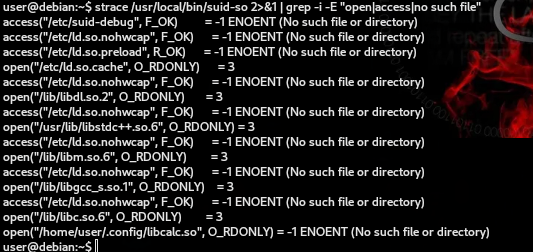 user@debian:~$ strace /usr/local/bin/suid-so 2>&1 | grep -i -E "open|access|no such file"
access("/etc/suid-debug", F_OK)         = -1 ENOENT (No such file or directory)
access("/etc/ld.so.nohwcap", F_OK)      = -1 ENOENT (No such file or directory)
access("/etc/ld.so.preload", R_OK)      = -1 ENOENT (No such file or directory)
open("/etc/ld.so.cache", O_RDONLY)      = 3
access("/etc/ld.so.nohwcap", F_OK)      = -1 ENOENT (No such file or directory)
open("/lib/libdl.so.2", O_RDONLY)       = 3
access("/etc/ld.so.nohwcap", F_OK)      = -1 ENOENT (No such file or directory)
open("/usr/lib/libstdc++.so.6", O_RDONLY) = 3
access("/etc/ld.so.nohwcap", F_OK)      = -1 ENOENT (No such file or directory)
open("/lib/libm.so.6", O_RDONLY)        = 3
access("/etc/ld.so.nohwcap", F_OK)      = -1 ENOENT (No such file or directory)
open("/lib/libgcc_s.so.1", O_RDONLY)    = 3
access("/etc/ld.so.nohwcap", F_OK)      = -1 ENOENT (No such file or directory)
open("/lib/libc.so.6", O_RDONLY)        = 3
open("/home/user/.config/libcalc.so", O_RDONLY) = -1 ENOENT (No such file or directory)
user@debian:~$